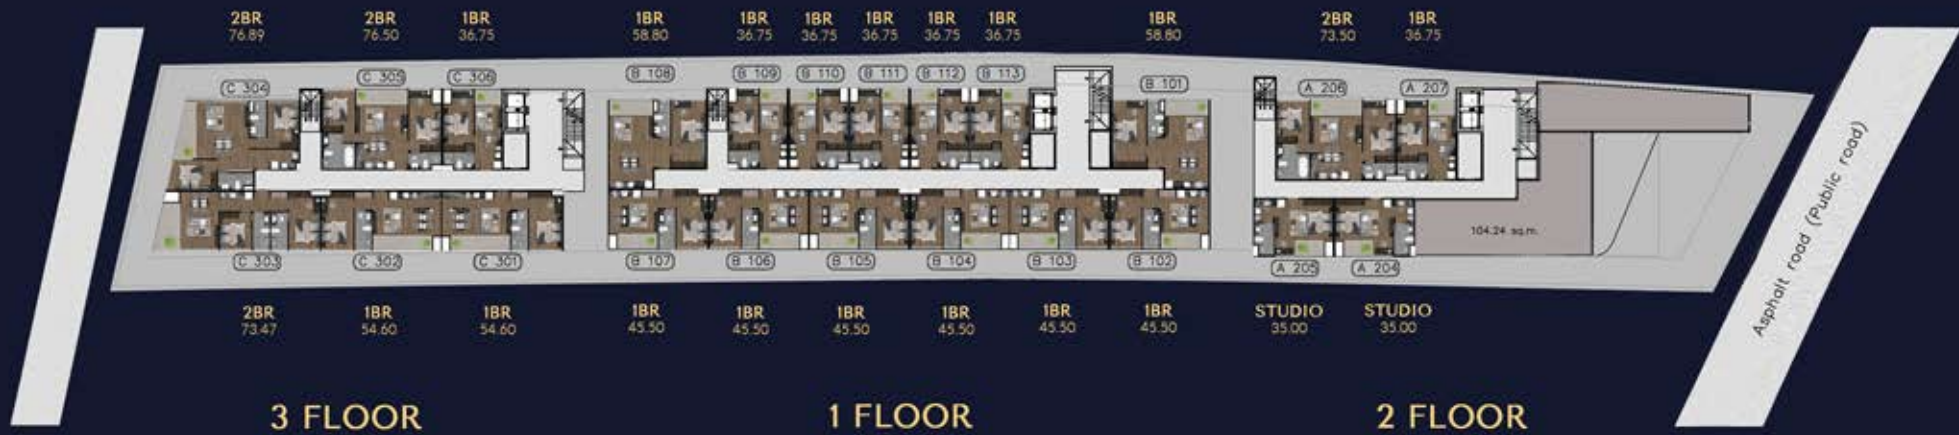 2BR 2BR 1BR 1BR 1BR 1BR 1BR 1BR 1BR 1BR 2BR 1BR
76.89 76.50 36.75 58.80 36.75 36.75 36.75 36.75 36.75 58.80 73.50 36.75
C 304 C 305 C 306 B 108 B 109 B 110 B 111 B 112 B 113 B 101 A 206 A 207
104.24 sq.m.
Asphalt road (Public road)
C 303 C 302 C 301 B 107 B 106 B 105 B 104 B 103 B 102 A 205 A 204
2BR 1BR 1BR 1BR 1BR 1BR 1BR 1BR 1BR STUDIO STUDIO
73.47 54.60 54.60 45.50 45.50 45.50 45.50 45.50 45.50 35.00 35.00
3 FLOOR 1 FLOOR 2 FLOOR